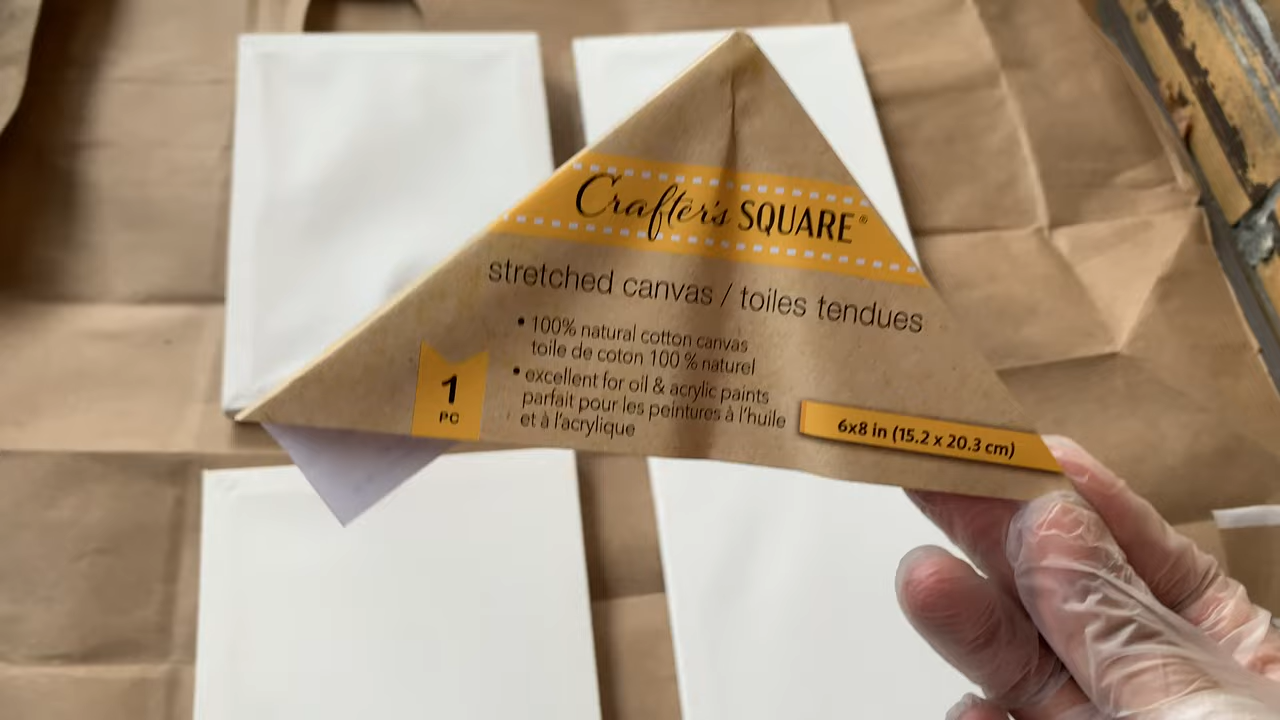 Crafter's SQUARE®
stretched canvas / toiles tendues
• 100% natural cotton canvas
toile de coton 100 % naturel
• excellent for oil & acrylic paints
parfait pour les peintures à l'huile
et à l'acrylique
1
PC
6x8 in (15.2 x 20.3 cm)